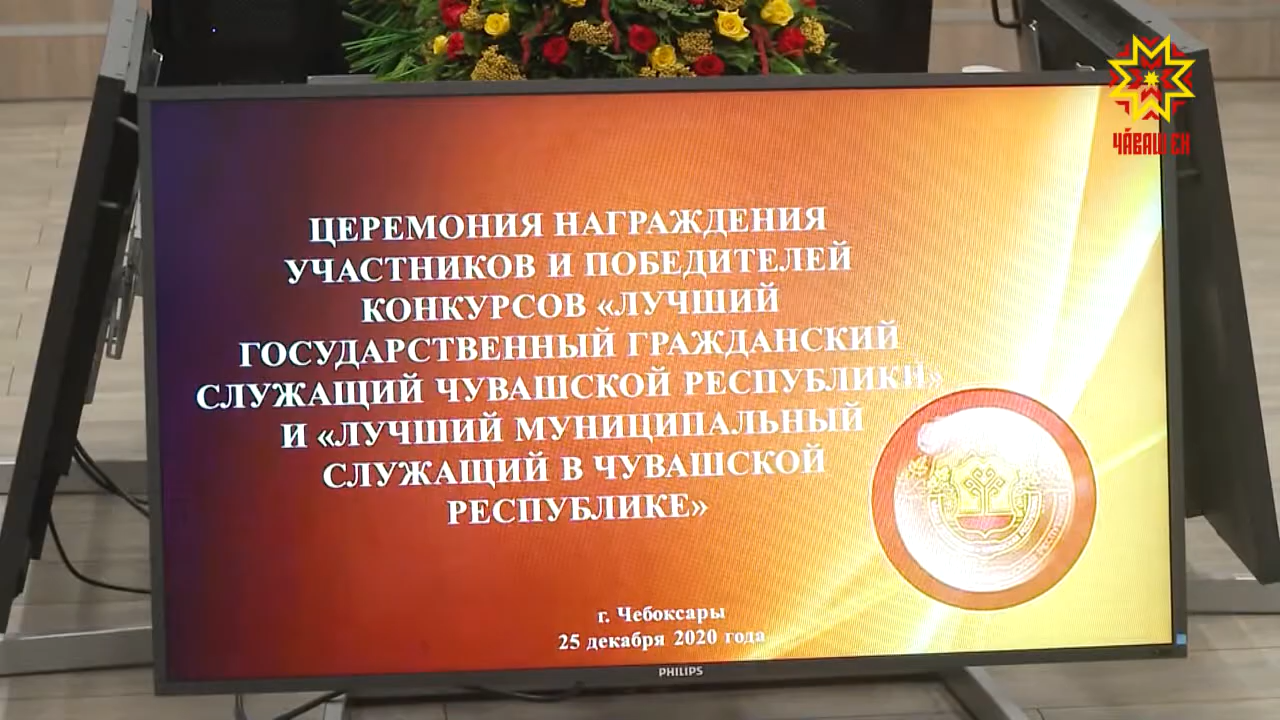 ЧӐВАШ ЕН
ЦЕРЕМОНИЯ НАГРАЖДЕНИЯ
УЧАСТНИКОВ И ПОБЕДИТЕЛЕЙ
КОНКУРСОВ «ЛУЧШИЙ
ГОСУДАРСТВЕННЫЙ ГРАЖДАНСКИЙ
СЛУЖАЩИЙ ЧУВАШСКОЙ РЕСПУБЛИКИ»
И «ЛУЧШИЙ МУНИЦИПАЛЬНЫЙ
СЛУЖАЩИЙ В ЧУВАШСКОЙ
РЕСПУБЛИКЕ»
г. Чебоксары
25 декабря 2020 года
PHILIPS